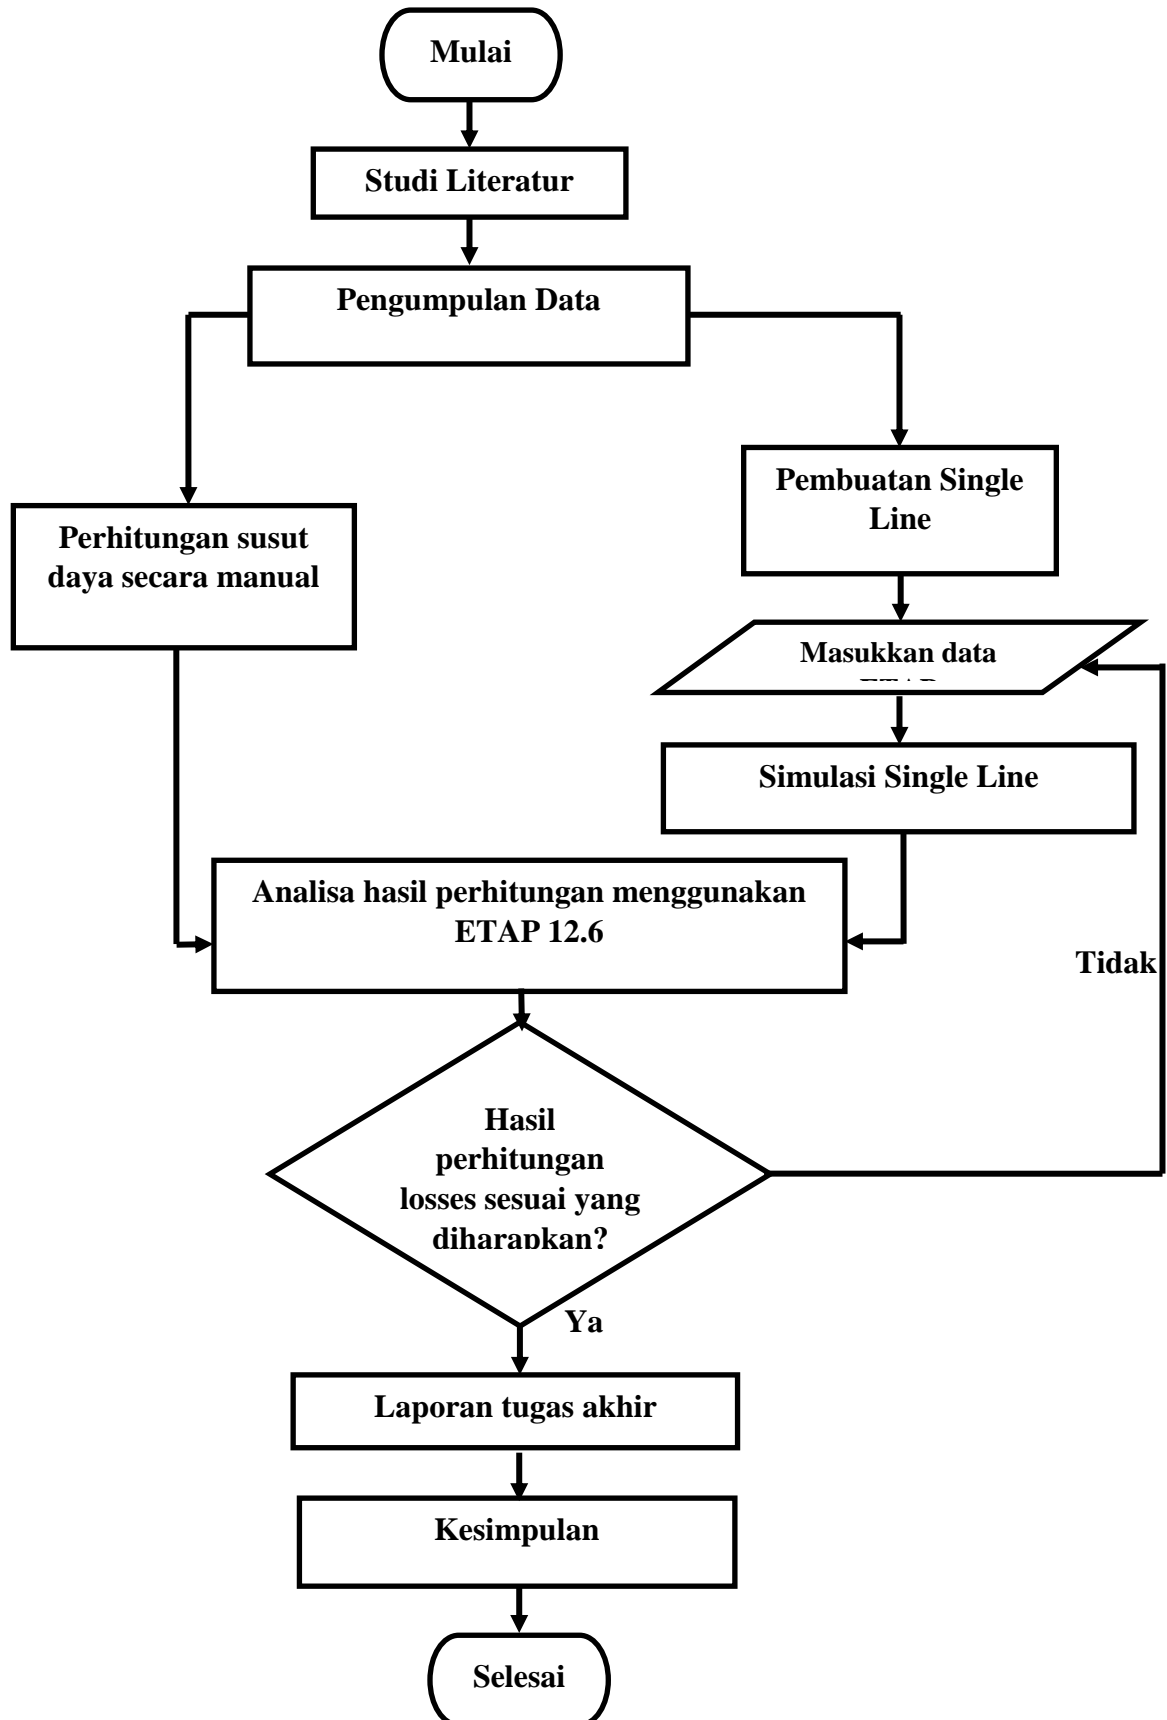 Mulai
Studi Literatur
Pengumpulan Data
Pembuatan Single
Line
Perhitungan susut
daya secara manual
Masukkan data
Simulasi Single Line
Analisa hasil perhitungan menggunakan
ETAP 12.6
Tidak
Hasil
perhitungan
losses sesuai yang
diharapkan?
Ya
Laporan tugas akhir
Kesimpulan
Selesai